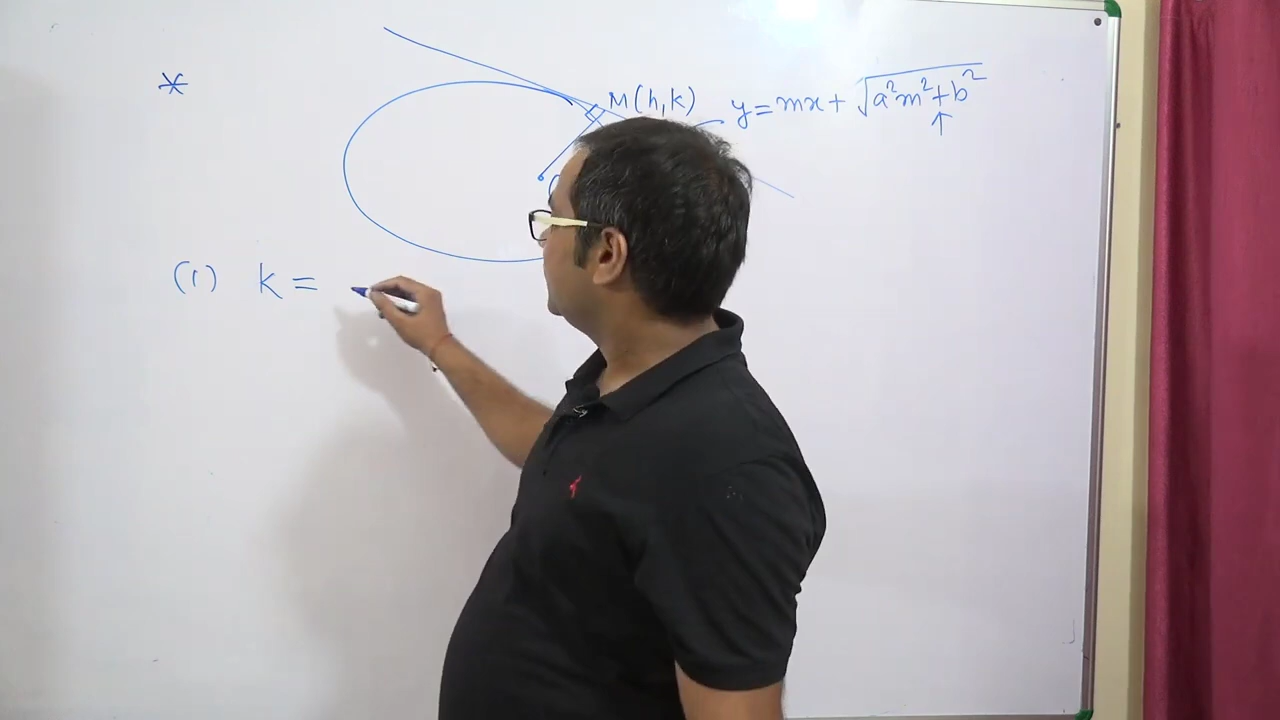 *
M(h,k)
y=mx+√(a²m²+b²)
↑
(1) k=